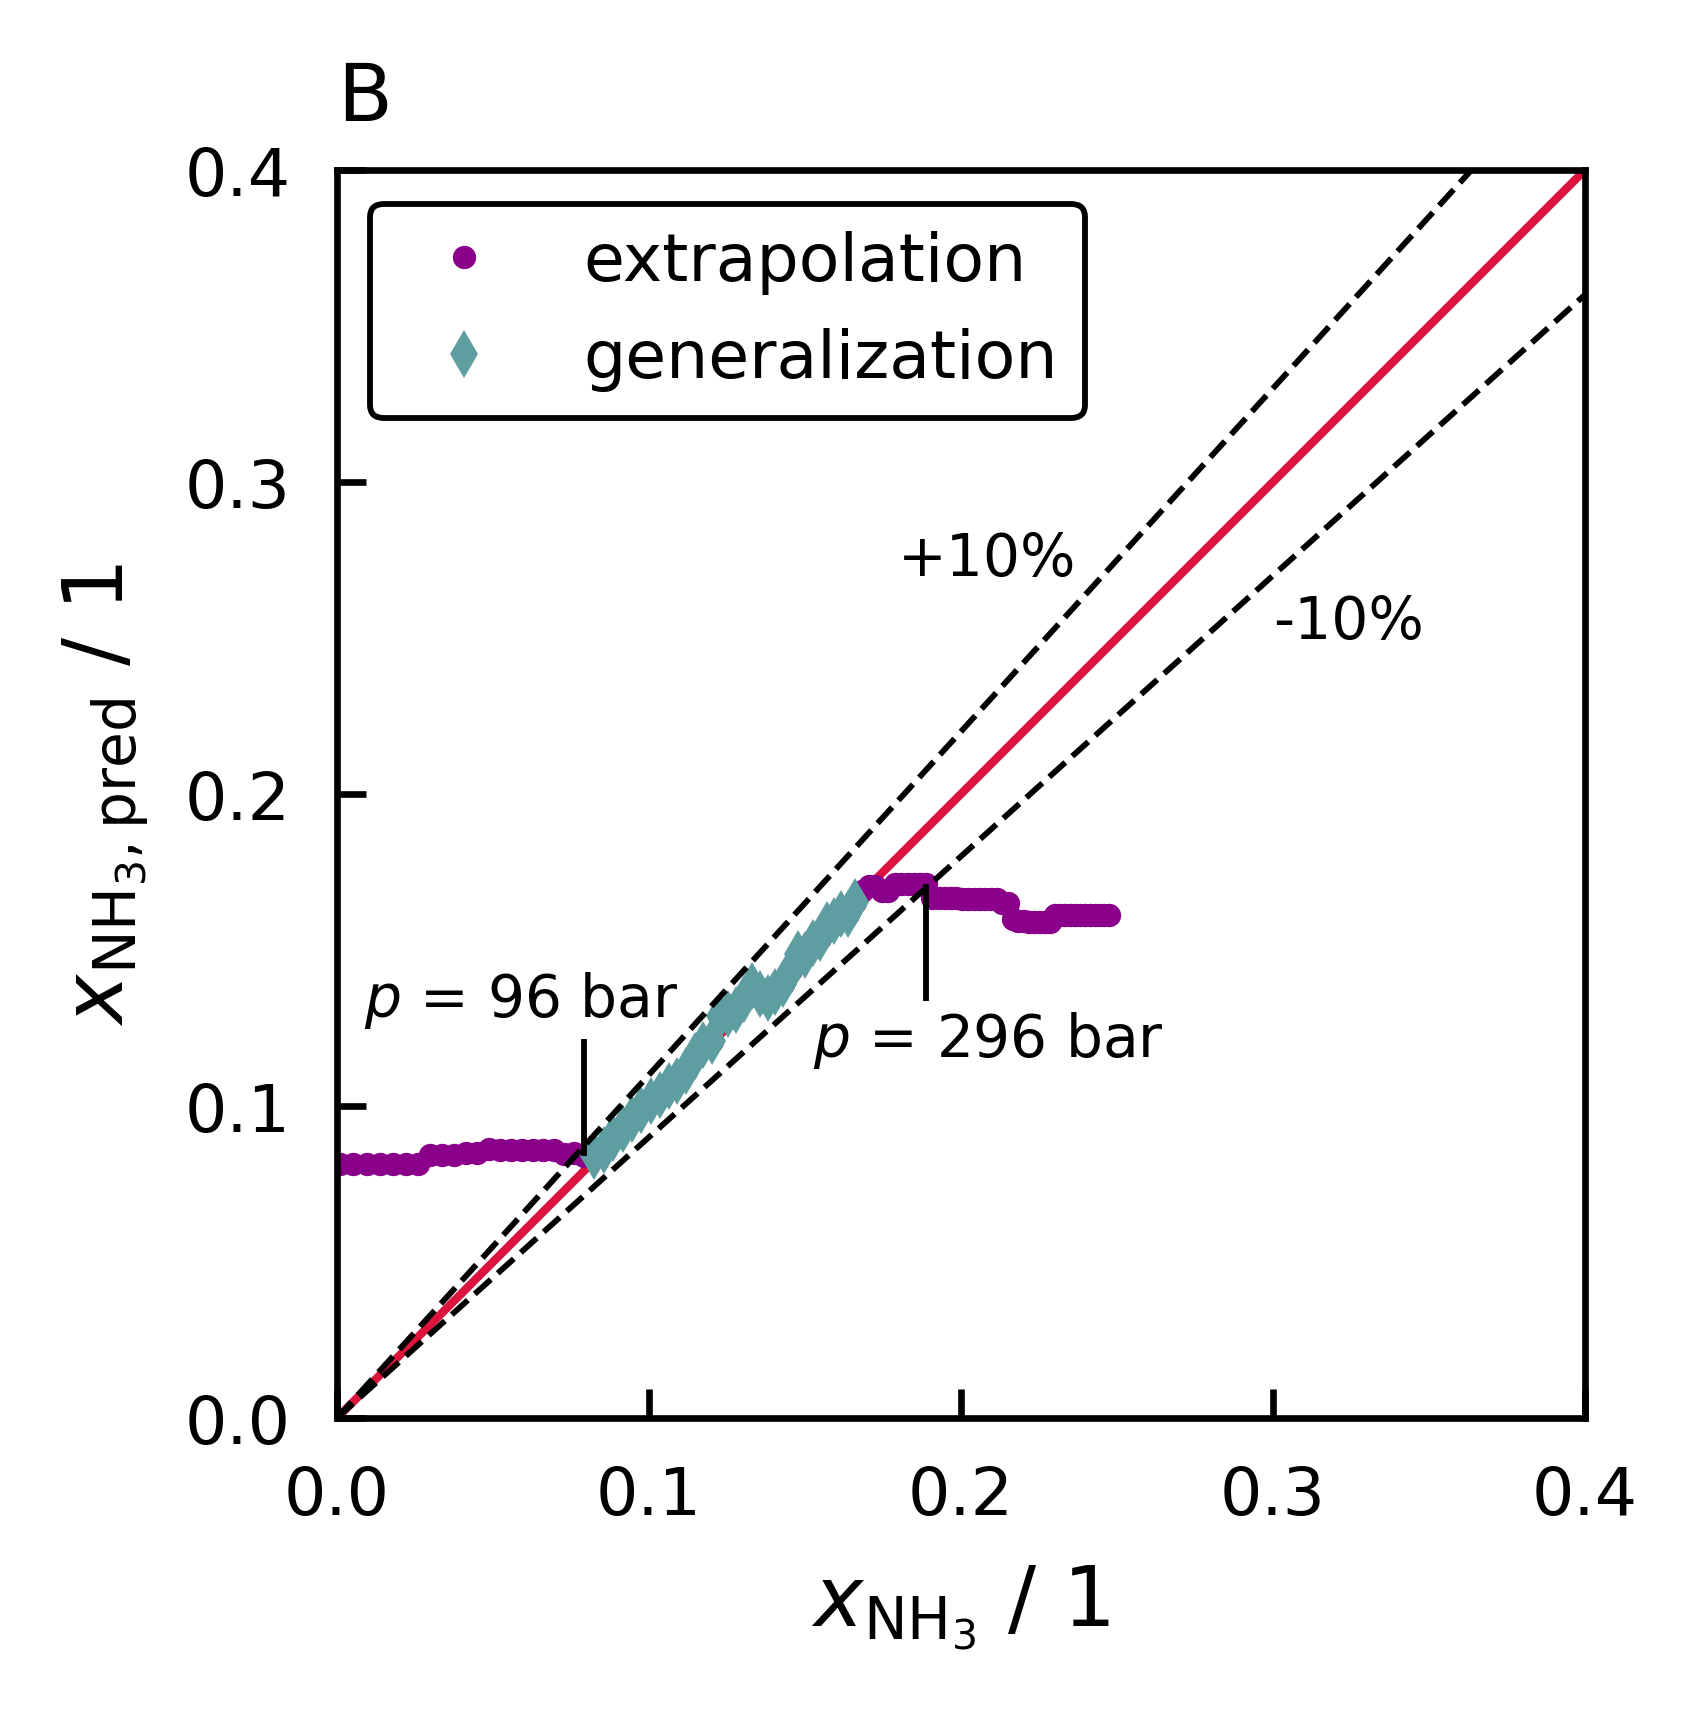 B
0.4
0.3
0.2
0.1
0.0
x_NH3,pred / 1
extrapolation
generalization
+10%
-10%
p = 96 bar
p = 296 bar
0.0 0.1 0.2 0.3 0.4
x_NH3 / 1